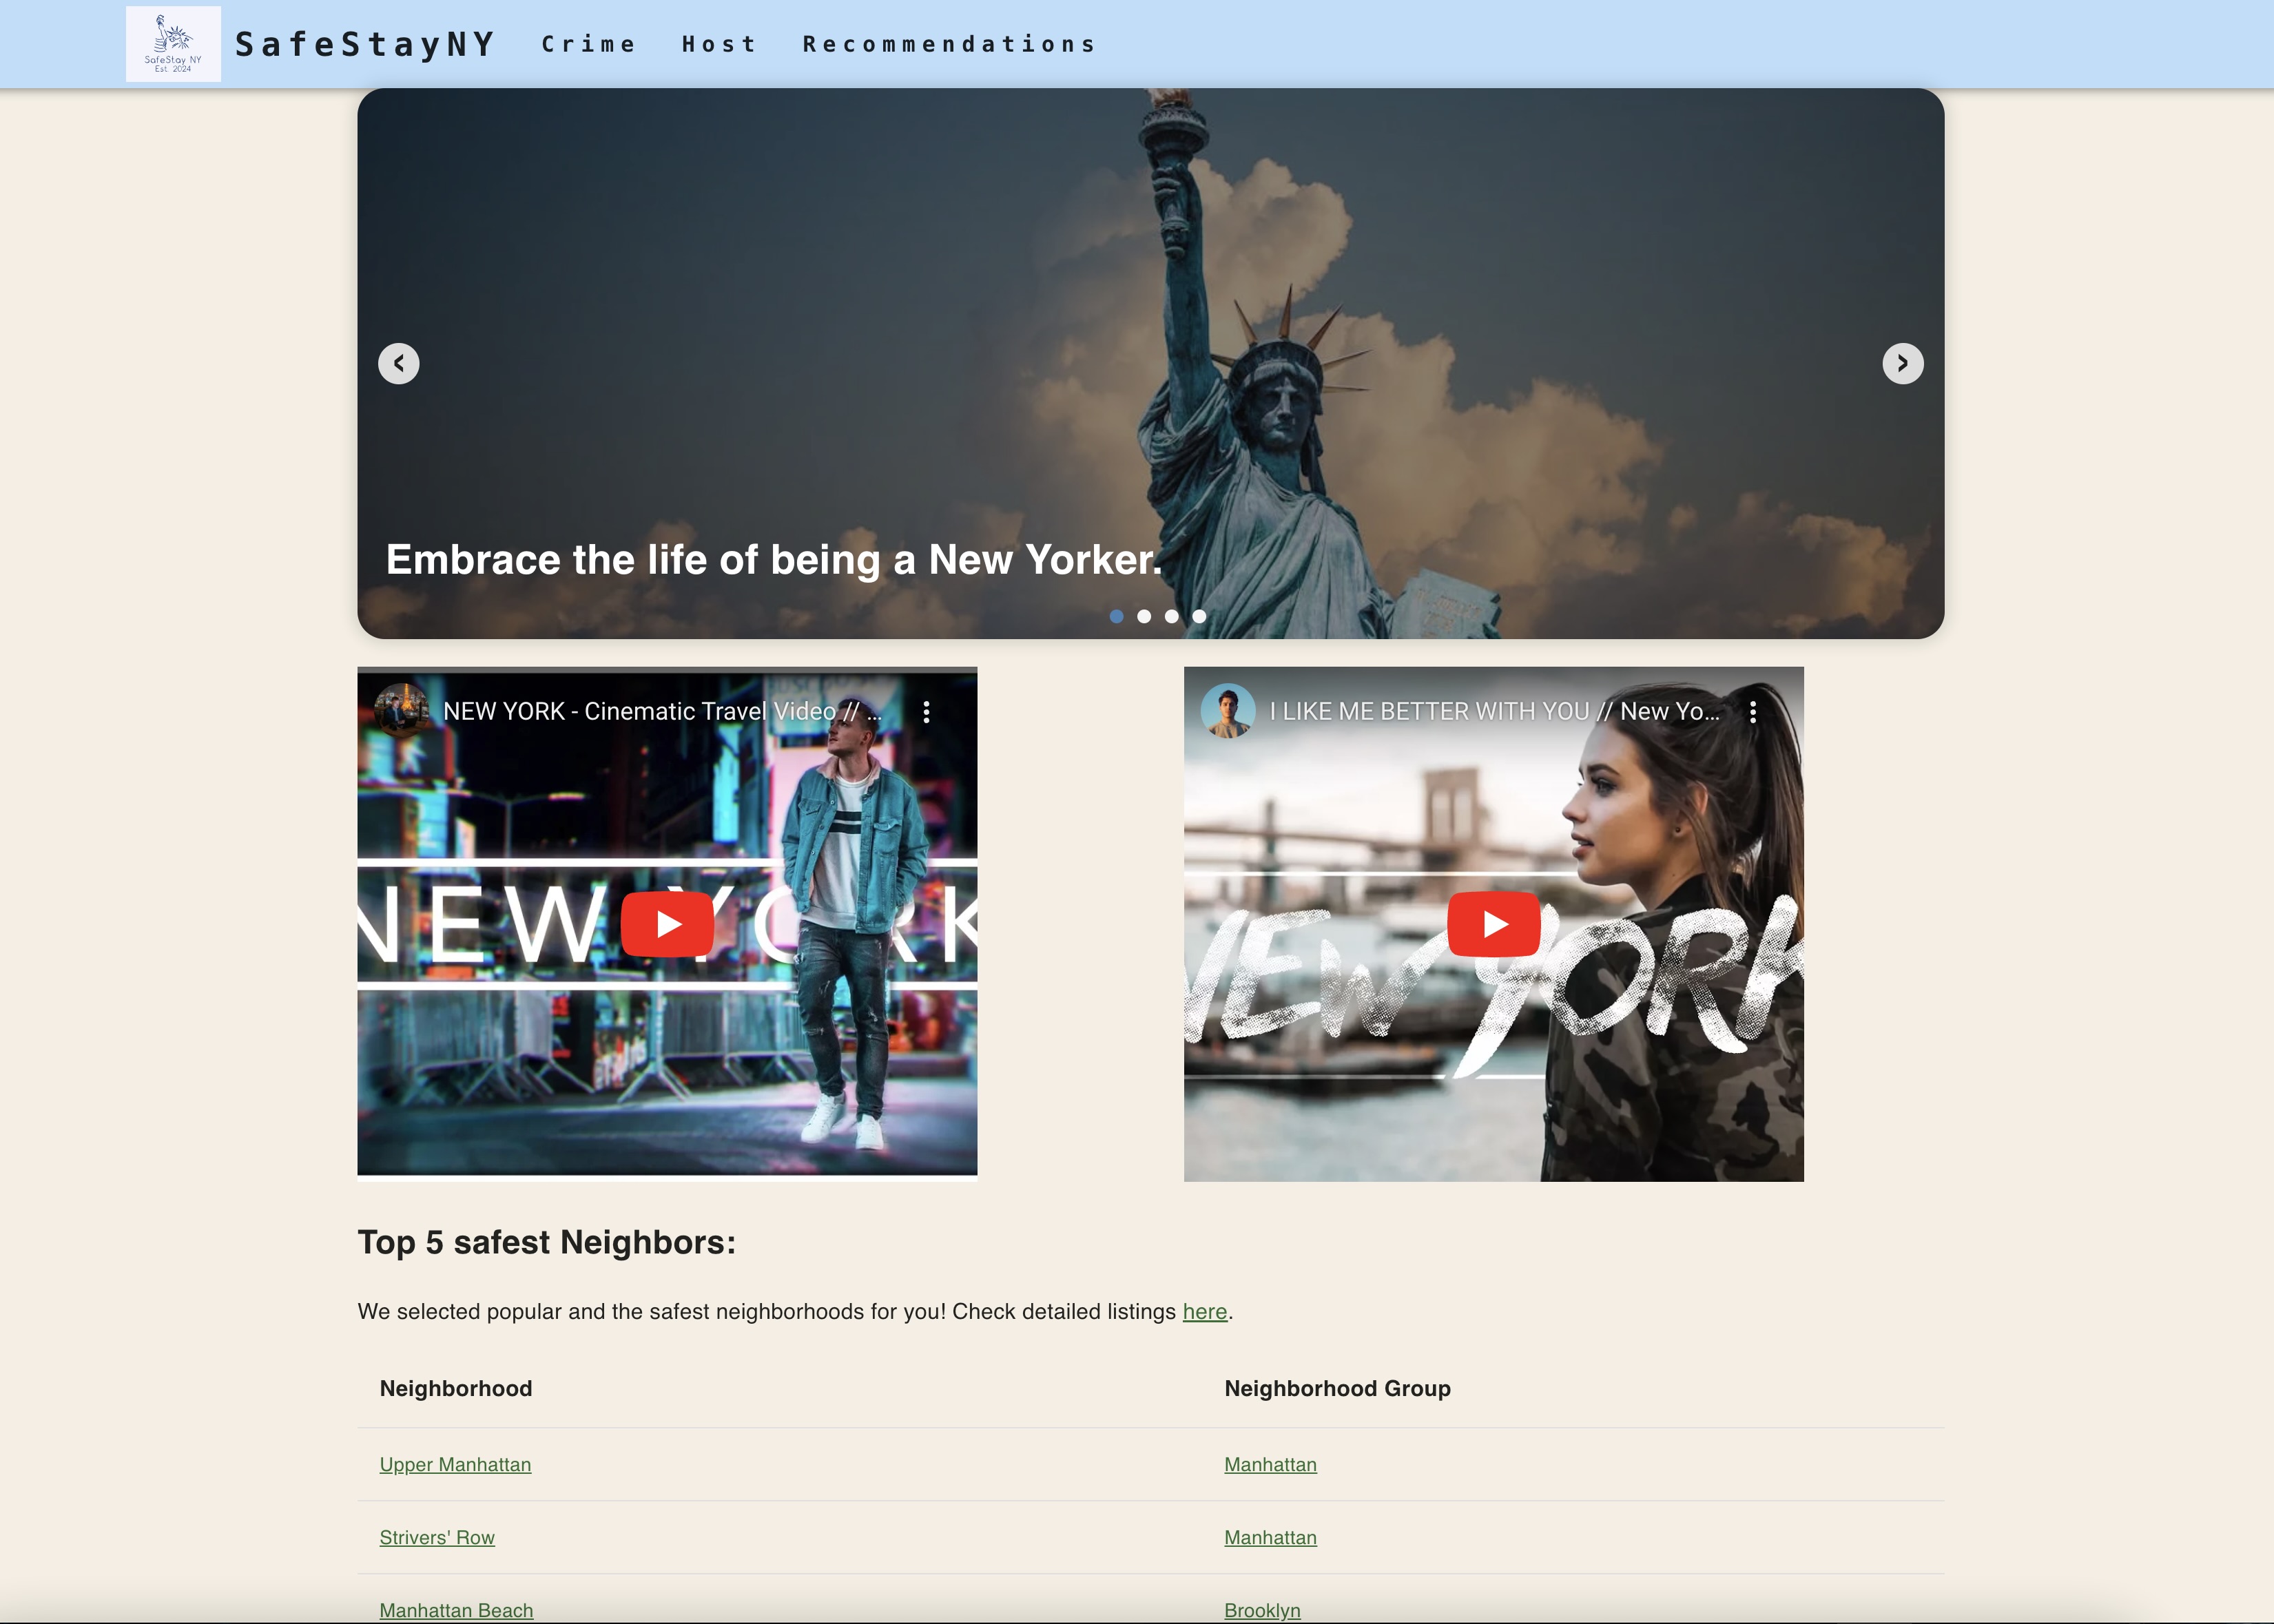 SafeStay NY
Est. 2024
SafeStayNY Crime Host Recommendations
Embrace the life of being a New Yorker.
NEW YORK - Cinematic Travel Video // ...
NEW YORK
I LIKE ME BETTER WITH YOU // New Yo...
NEW YORK
Top 5 safest Neighbors:
We selected popular and the safest neighborhoods for you! Check detailed listings here.
Neighborhood Neighborhood Group
Upper Manhattan Manhattan
Strivers' Row Manhattan
Manhattan Beach Brooklyn